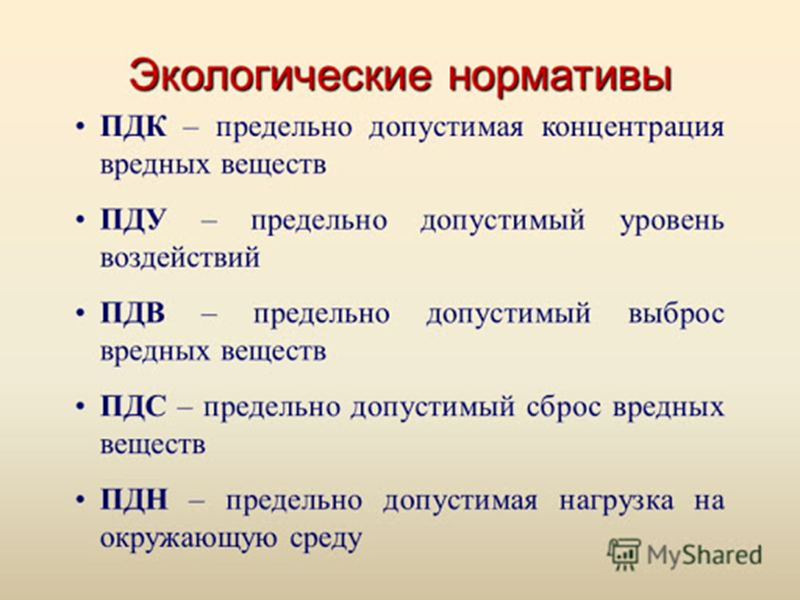 Экологические нормативы
• ПДК – предельно допустимая концентрация
вредных веществ
• ПДУ – предельно допустимый уровень
воздействий
• ПДВ – предельно допустимый выброс
вредных веществ
• ПДС – предельно допустимый сброс вредных
веществ
• ПДН – предельно допустимая нагрузка на
окружающую среду
MyShared